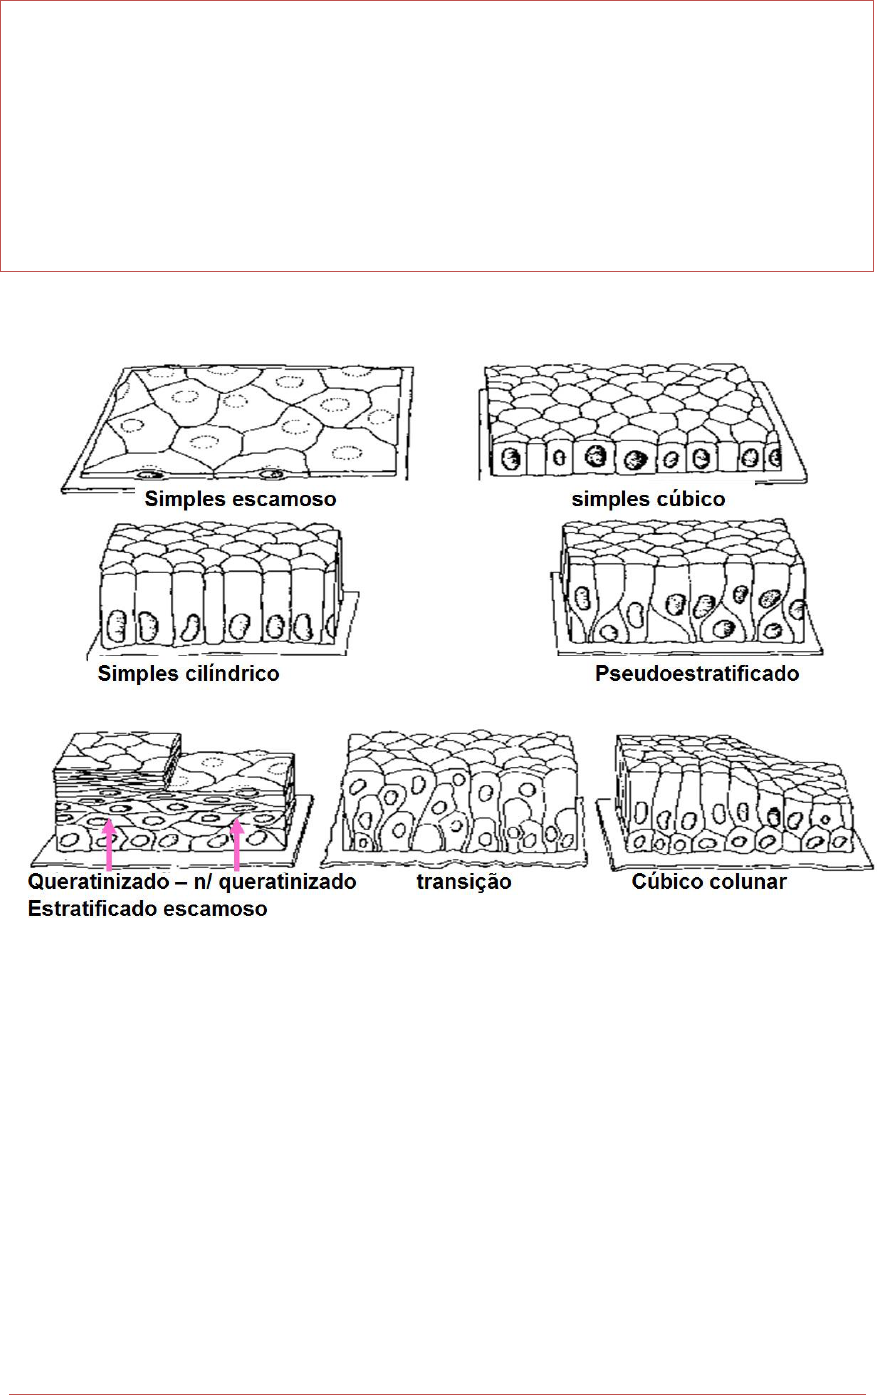 Simples escamoso
simples cúbico
Simples cilíndrico
Pseudoestratificado
Queratinizado – n/ queratinizado
Estratificado escamoso
transição
Cúbico colunar